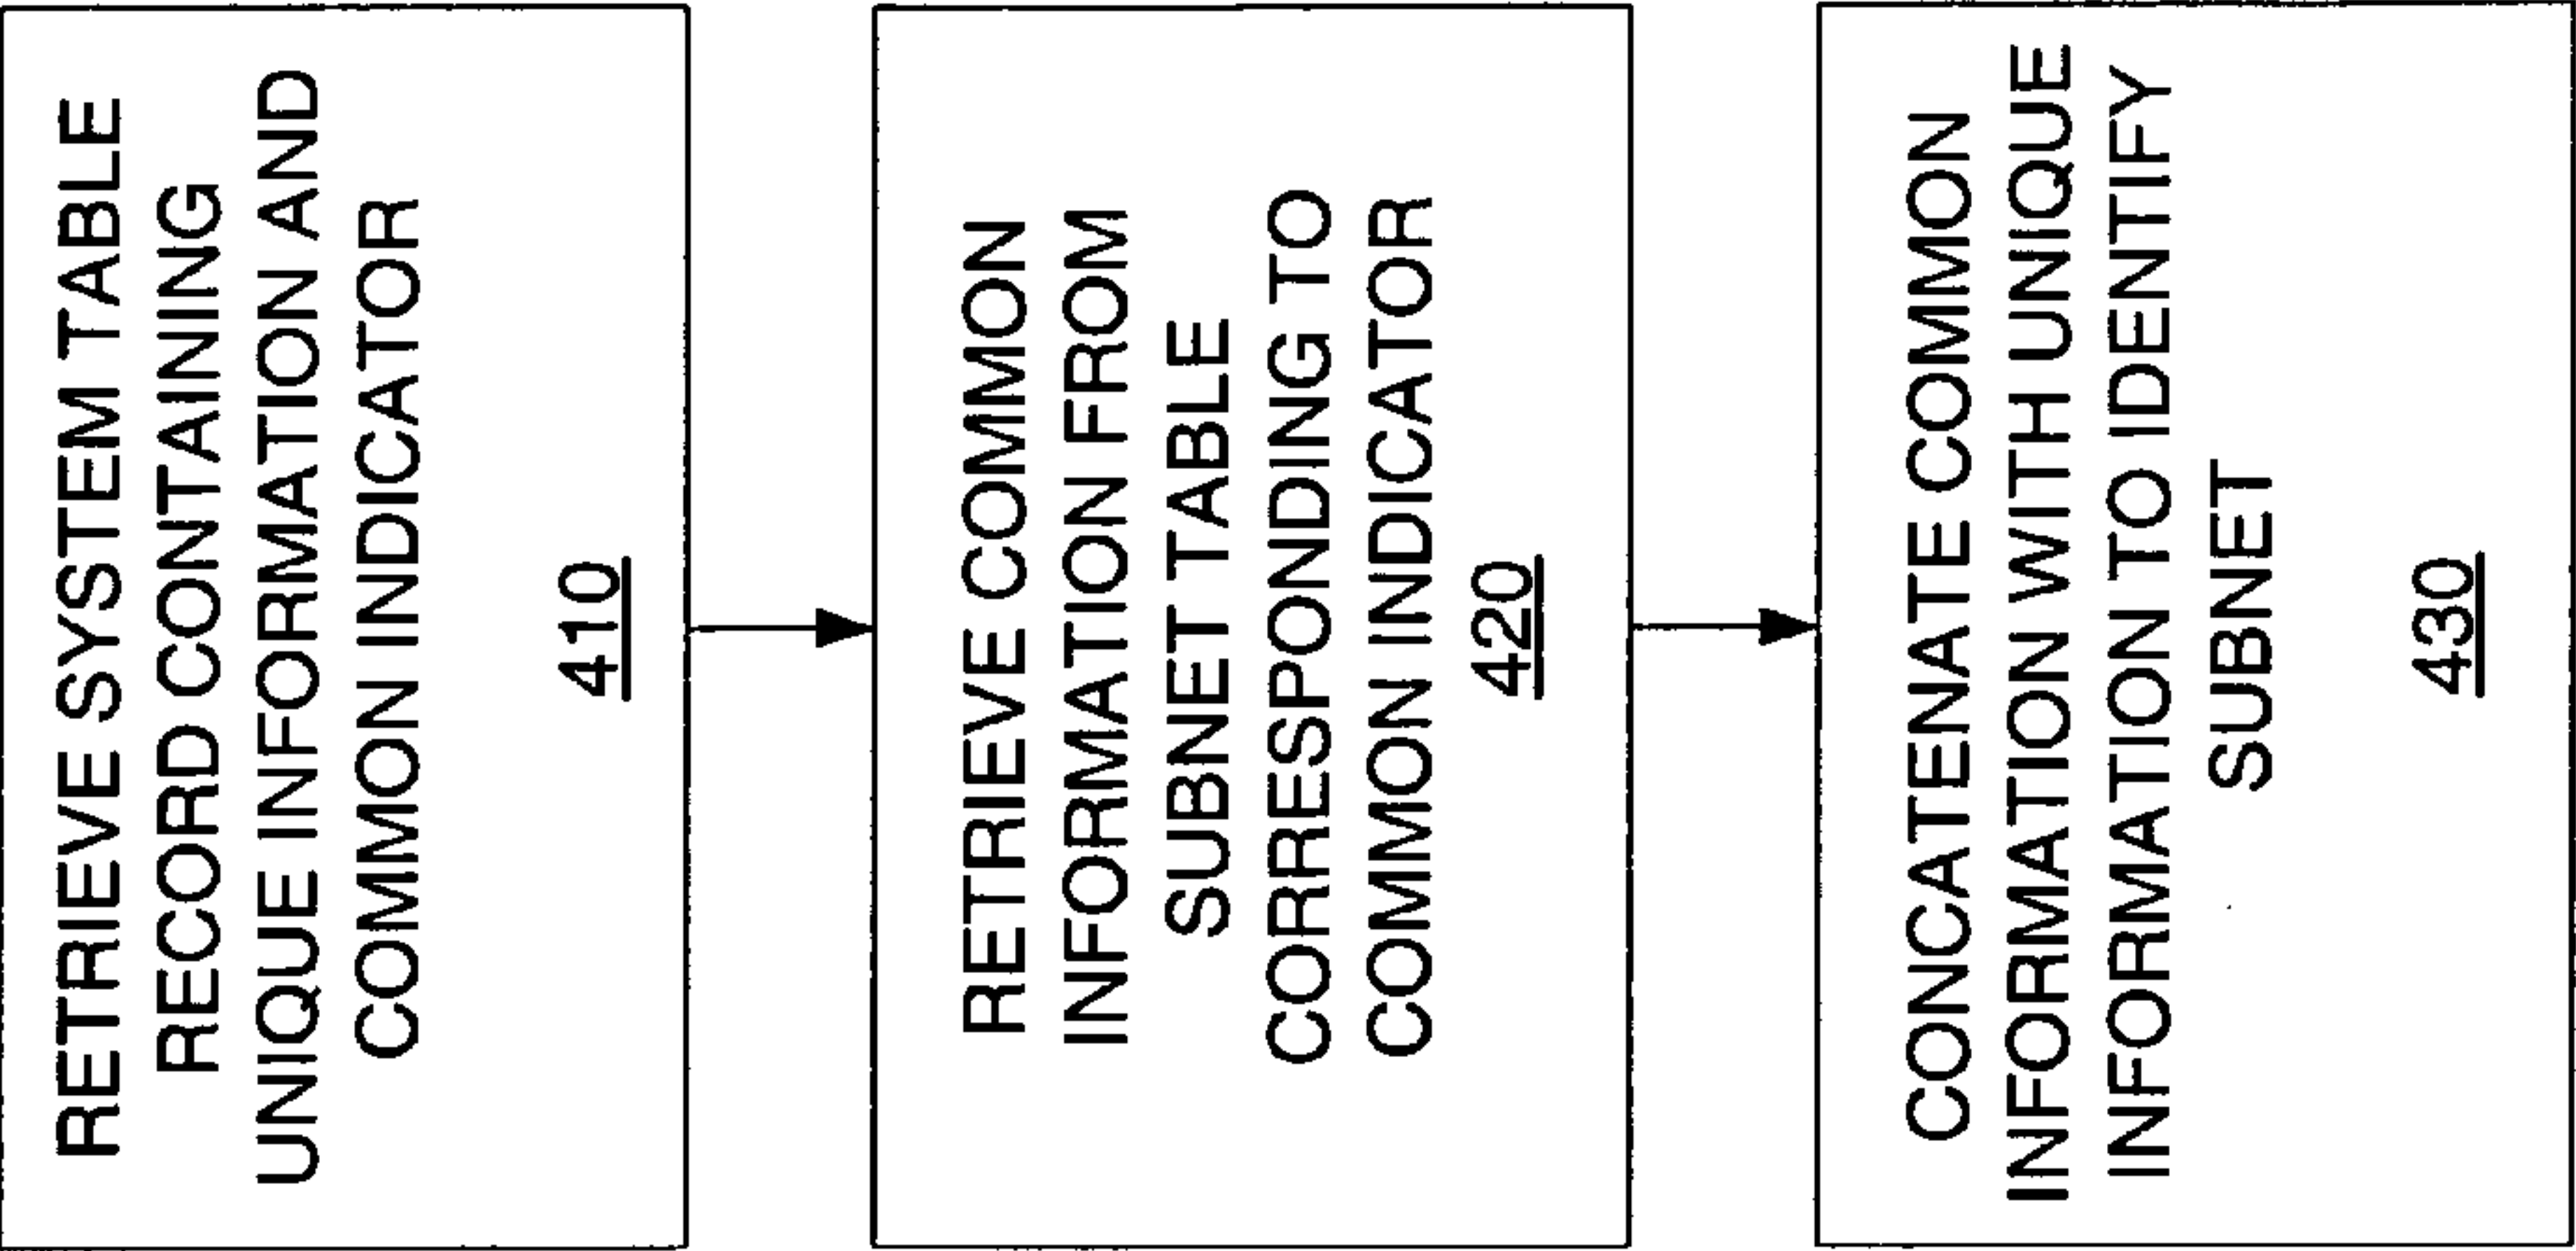 RETRIEVE SYSTEM TABLE
RECORD CONTAINING
UNIQUE INFORMATION AND
COMMON INDICATOR
410
RETRIEVE COMMON
INFORMATION FROM
SUBNET TABLE
CORRESPONDING TO
COMMON INDICATOR
420
CONCATENATE COMMON
INFORMATION WITH UNIQUE
INFORMATION TO IDENTIFY
SUBNET
430